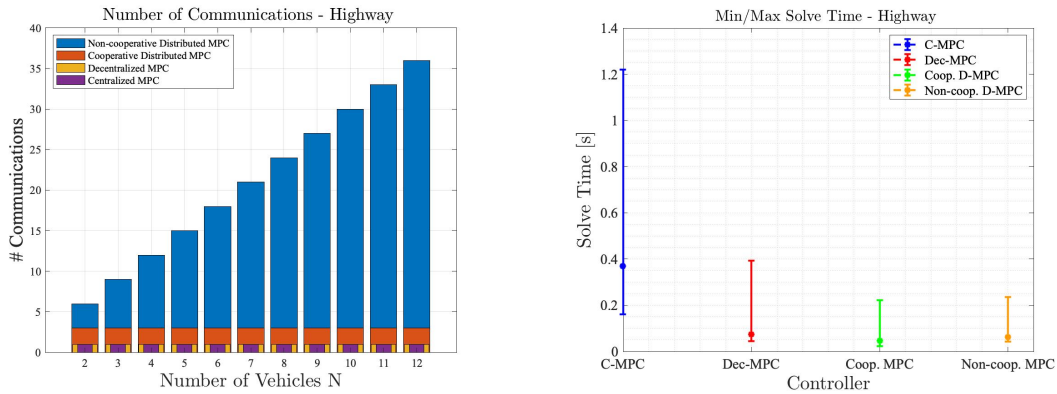 Number of Communications - Highway
40
35
30
25
20
15
10
5
0
# Communications
Non-cooperative Distributed MPC
Cooperative Distributed MPC
Decentralized MPC
Centralized MPC
2 3 4 5 6 7 8 9 10 11 12
Number of Vehicles N
Min/Max Solve Time - Highway
1.4
1.2
1
0.8
0.6
0.4
0.2
0
Solve Time [s]
C-MPC
Dec-MPC
Coop. D-MPC
Non-coop. D-MPC
C-MPC Dec-MPC Coop. MPC Non-coop. MPC
Controller